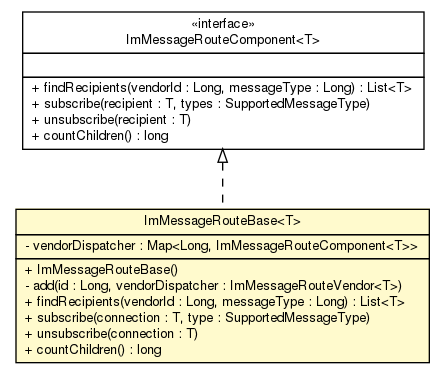 «interface»
ImMessageRouteComponent<T>
+ findRecipients(vendorId : Long, messageType : Long) : List<T>
+ subscribe(recipient : T, types : SupportedMessageType)
+ unsubscribe(recipient : T)
+ countChildren() : long
ImMessageRouteBase<T>
- vendorDispatcher : Map<Long, ImMessageRouteComponent<T>>
+ ImMessageRouteBase()
- add(id : Long, vendorDispatcher : ImMessageRouteVendor<T>)
+ findRecipients(vendorId : Long, messageType : Long) : List<T>
+ subscribe(connection : T, type : SupportedMessageType)
+ unsubscribe(connection : T)
+ countChildren() : long